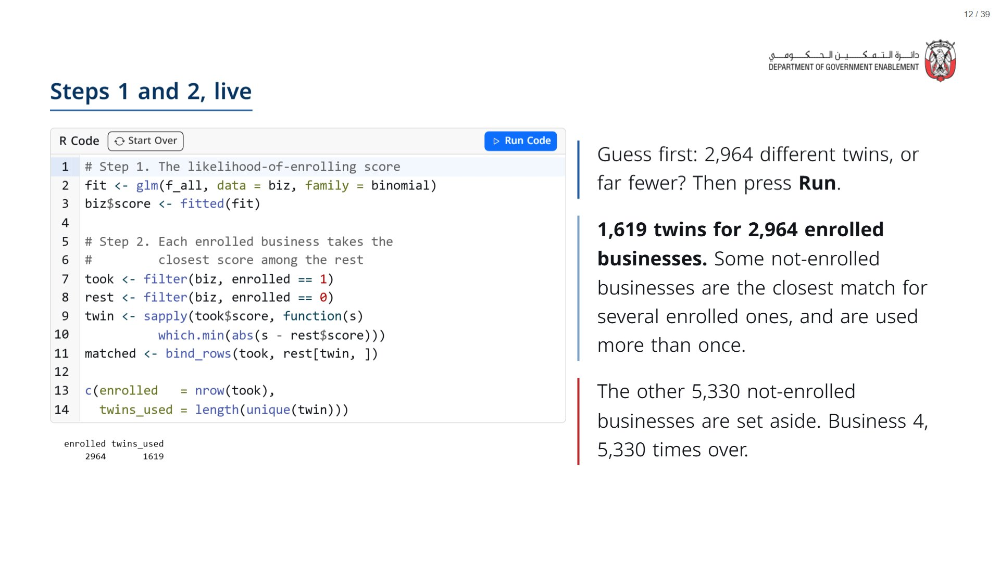 12 / 39
دائرة التمكين الحكومي
DEPARTMENT OF GOVERNMENT ENABLEMENT
Steps 1 and 2, live
R Code
Start Over
Run Code
1 # Step 1. The likelihood-of-enrolling score
2 fit <- glm(f_all, data = biz, family = binomial)
3 biz$score <- fitted(fit)
4
5 # Step 2. Each enrolled business takes the
6 #         closest score among the rest
7 took <- filter(biz, enrolled == 1)
8 rest <- filter(biz, enrolled == 0)
9 twin <- sapply(took$score, function(s)
10           which.min(abs(s - rest$score)))
11 matched <- bind_rows(took, rest[twin, ])
12
13 c(enrolled   = nrow(took),
14   twins_used = length(unique(twin)))
enrolled twins_used
2964 1619
Guess first: 2,964 different twins, or
far fewer? Then press Run.
1,619 twins for 2,964 enrolled
businesses. Some not-enrolled
businesses are the closest match for
several enrolled ones, and are used
more than once.
The other 5,330 not-enrolled
businesses are set aside. Business 4,
5,330 times over.